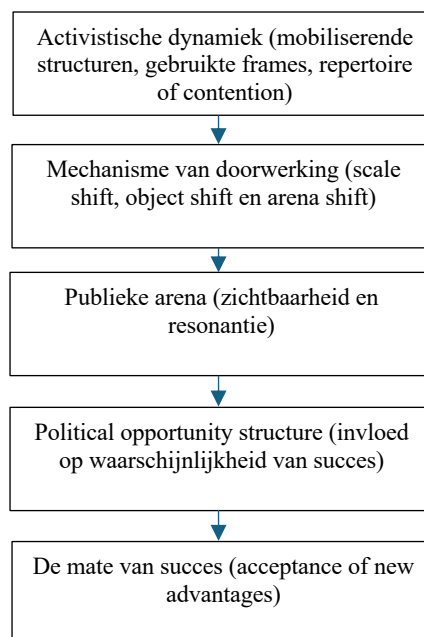 Activistische dynamiek (mobiliserende
structuren, gebruikte frames, repertoire
of contention)
Mechanisme van doorwerking (scale
shift, object shift en arena shift)
Publieke arena (zichtbaarheid en
resonantie)
Political opportunity structure (invloed
op waarschijnlijkheid van succes)
De mate van succes (acceptance of new
advantages)